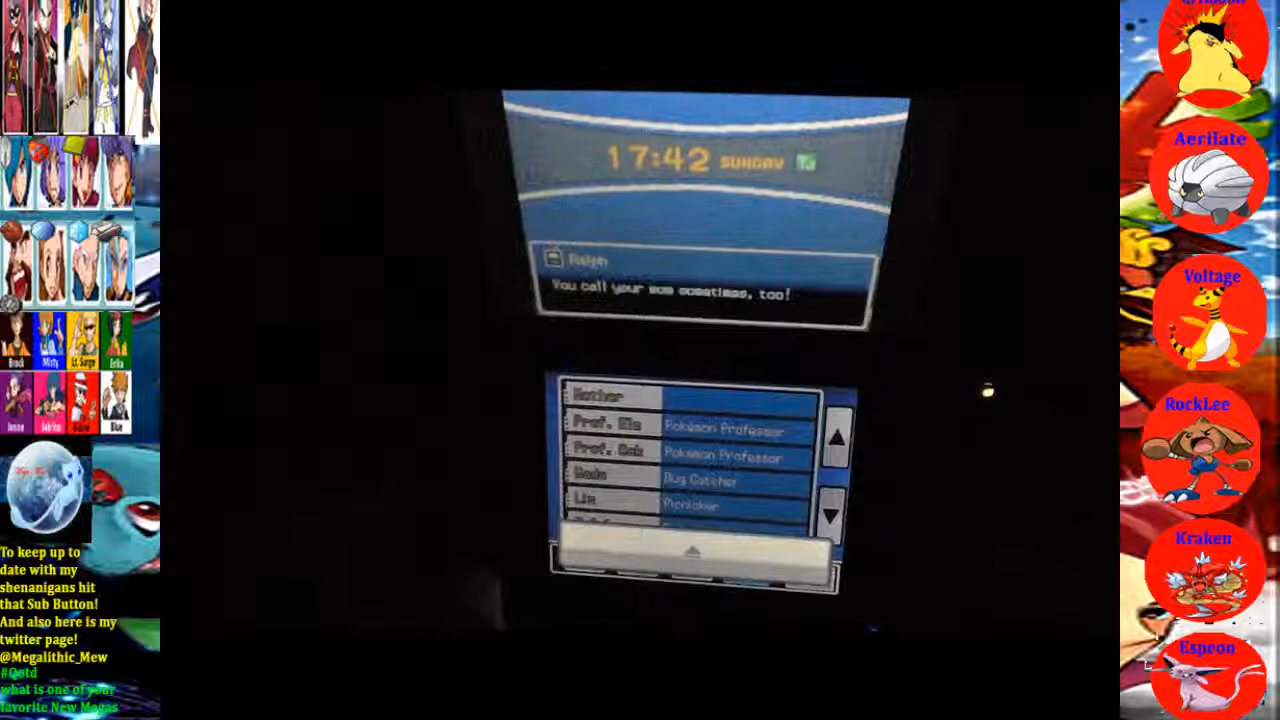 17:42 SUNDAY
Ralph
You call your mom sometimes, too!
Mother
Prof. Elm Pokémon Professor
Prof. Oak Pokémon Professor
Wade Bug Catcher
Liz Picnicker
Brock Misty Lt. Surge Erika
Janine Sabrina Blaine Blue
To keep up to
date with my
shenanigans hit
that Sub Button!
And also here is my
twitter page!
@Megalithic_Mew
#Qotd
what is one of your
favorite New Megas
Aerilate
Voltage
Rocki.ee
Kraken
Espeon